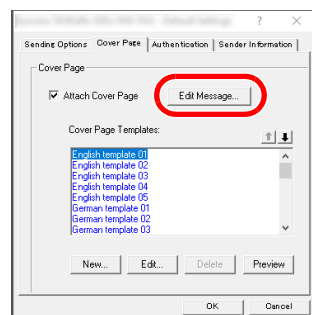 Default Settings
Sending Options Cover Page Authentication Sender Information
Cover Page
Attach Cover Page Edit Message...
Cover Page Templates:
English template 01
English template 02
English template 03
English template 04
English template 05
German template 01
German template 02
German template 03
New... Edit... Delete Preview
OK Cancel